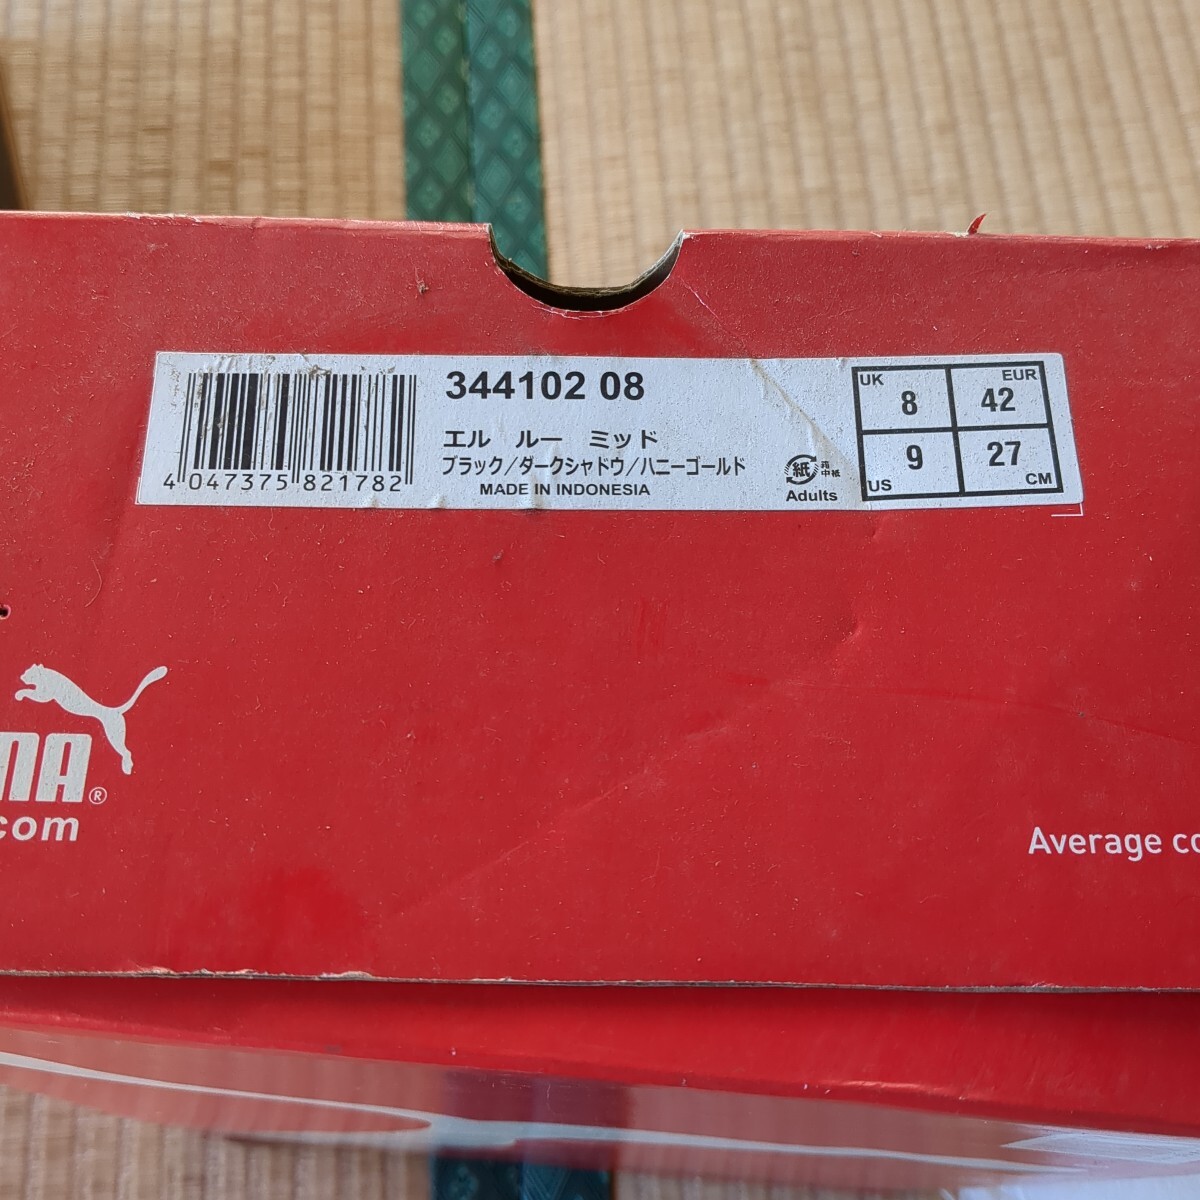 344102 08
エル ルー ミッド
ブラック/ダークシャドウ/ハニーゴールド
MADE IN INDONESIA
4 047375 821782
紙
Adults
UK 8
EUR 42
US 9
27 CM
MA®
.com
Average co